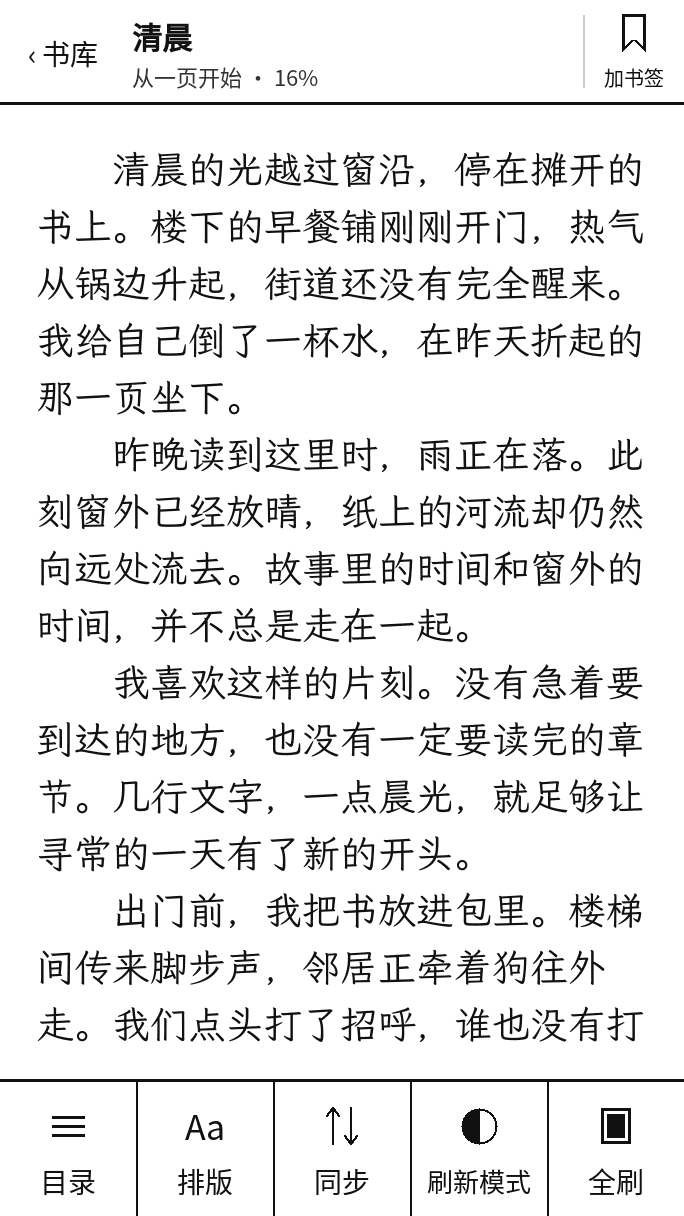 ‹ 书库
清晨
从一页开始 · 16%
加书签
清晨的光越过窗沿，停在摊开的
书上。楼下的早餐铺刚刚开门，热气
从锅边升起，街道还没有完全醒来。
我给自己倒了一杯水，在昨天折起的
那一页坐下。
昨晚读到这里时，雨正在落。此
刻窗外已经放晴，纸上的河流却仍然
向远处流去。故事里的时间和窗外的
时间，并不总是走在一起。
我喜欢这样的片刻。没有急着要
到达的地方，也没有一定要读完的章
节。几行文字，一点晨光，就足够让
寻常的一天有了新的开头。
出门前，我把书放进包里。楼梯
间传来脚步声，邻居正牵着狗往外
走。我们点头打了招呼，谁也没有打
目录
Aa
排版
同步
刷新模式
全刷